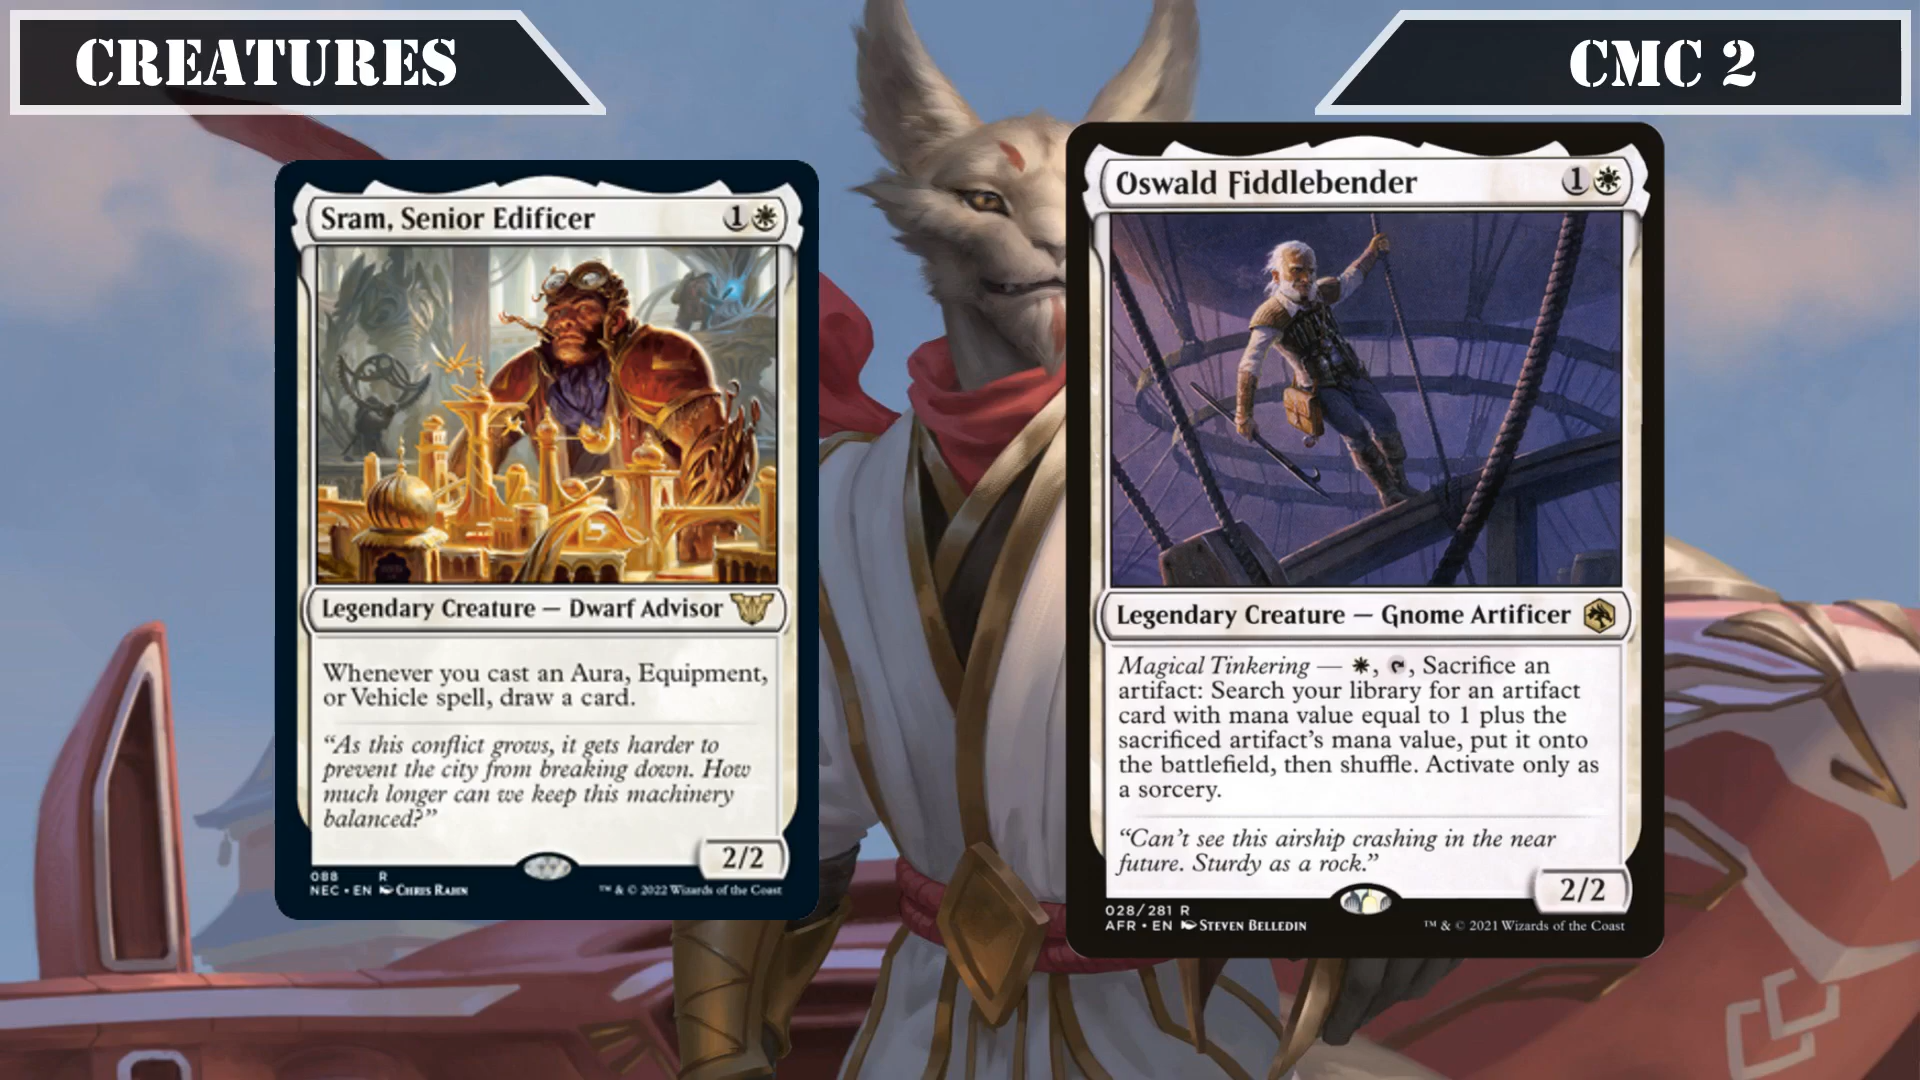 CREATURES
CMC 2
Sram, Senior Edificer
1
Legendary Creature — Dwarf Advisor
Whenever you cast an Aura, Equipment,
or Vehicle spell, draw a card.
“As this conflict grows, it gets harder to
prevent the city from breaking down. How
much longer can we keep this machinery
balanced?”
2/2
088 R
NEC • EN Chris Rahn
™ & © 2022 Wizards of the Coast
Oswald Fiddlebender
1
Legendary Creature — Gnome Artificer
Magical Tinkering — , , Sacrifice an
artifact: Search your library for an artifact
card with mana value equal to 1 plus the
sacrificed artifact’s mana value, put it onto
the battlefield, then shuffle. Activate only as
a sorcery.
“Can’t see this airship crashing in the near
future. Sturdy as a rock.”
2/2
028/281 R
AFR • EN Steven Belledin
™ & © 2021 Wizards of the Coast